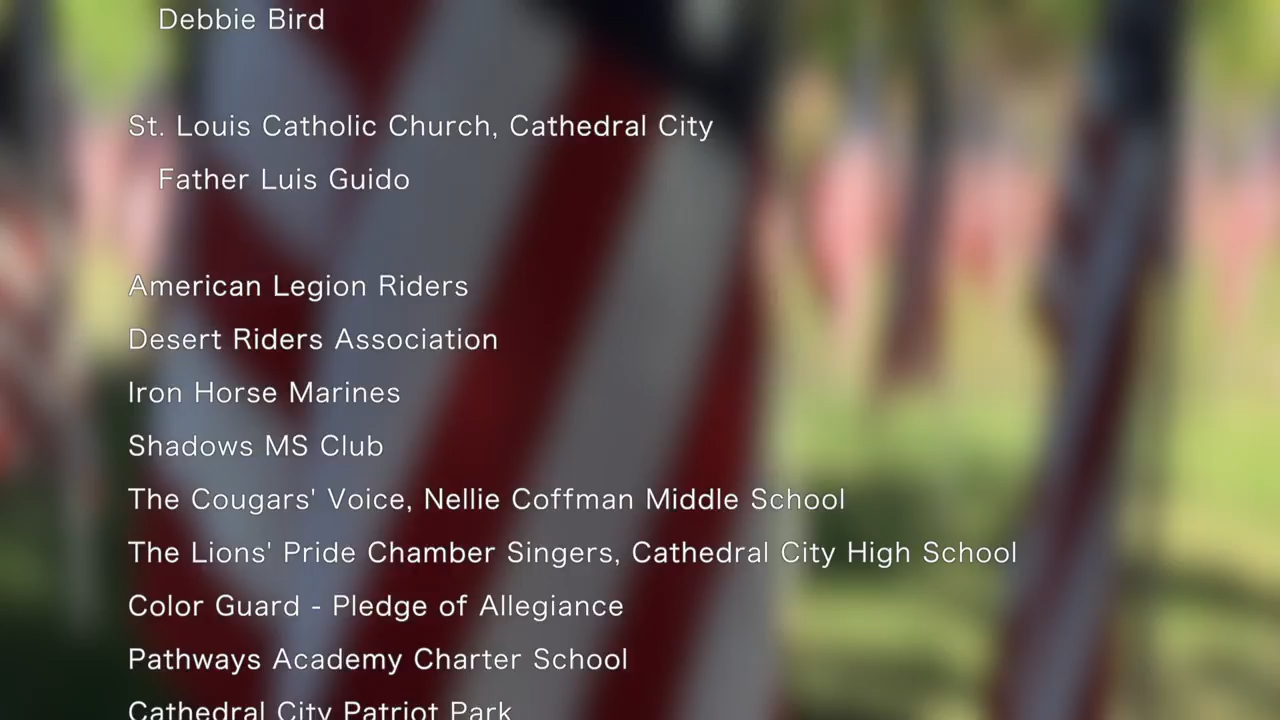 Debbie Bird
St. Louis Catholic Church, Cathedral City
Father Luis Guido
American Legion Riders
Desert Riders Association
Iron Horse Marines
Shadows MS Club
The Cougars' Voice, Nellie Coffman Middle School
The Lions' Pride Chamber Singers, Cathedral City High School
Color Guard - Pledge of Allegiance
Pathways Academy Charter School
Cathedral City Patriot Park